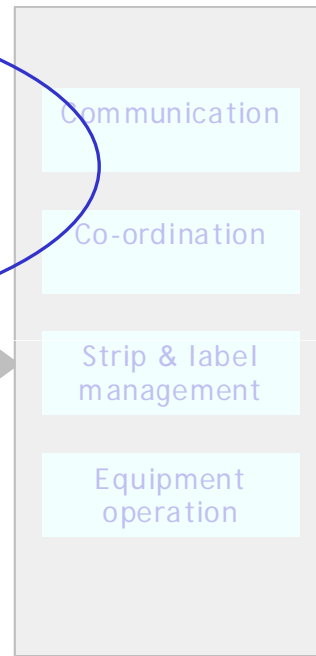 Communication
Co-ordination
Strip & label
management
Equipment
operation